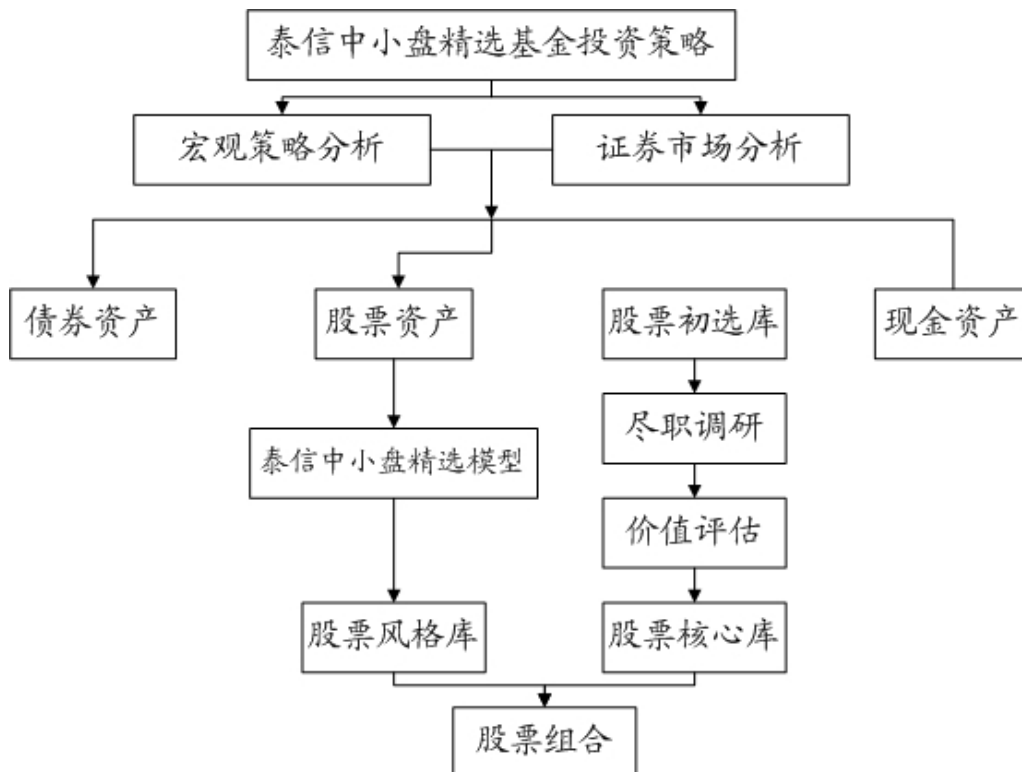 泰信中小盘精选基金投资策略
宏观策略分析
证券市场分析
债券资产
股票资产
股票初选库
现金资产
尽职调研
泰信中小盘精选模型
价值评估
股票风格库
股票核心库
股票组合